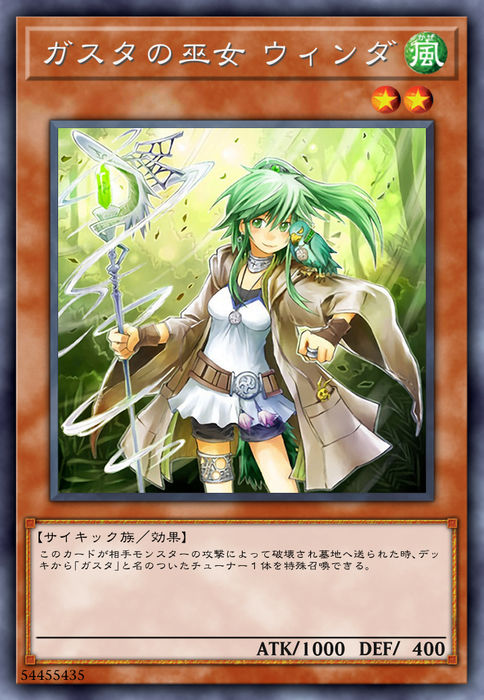 ガスタの巫女 ウィンダ
かぜ
風
【サイキック族／効果】
このカードが相手モンスターの攻撃によって破壊され墓地へ送られた時、デッ
キから「ガスタ」と名のついたチューナー１体を特殊召喚できる。
ATK/1000 DEF/ 400
54455435